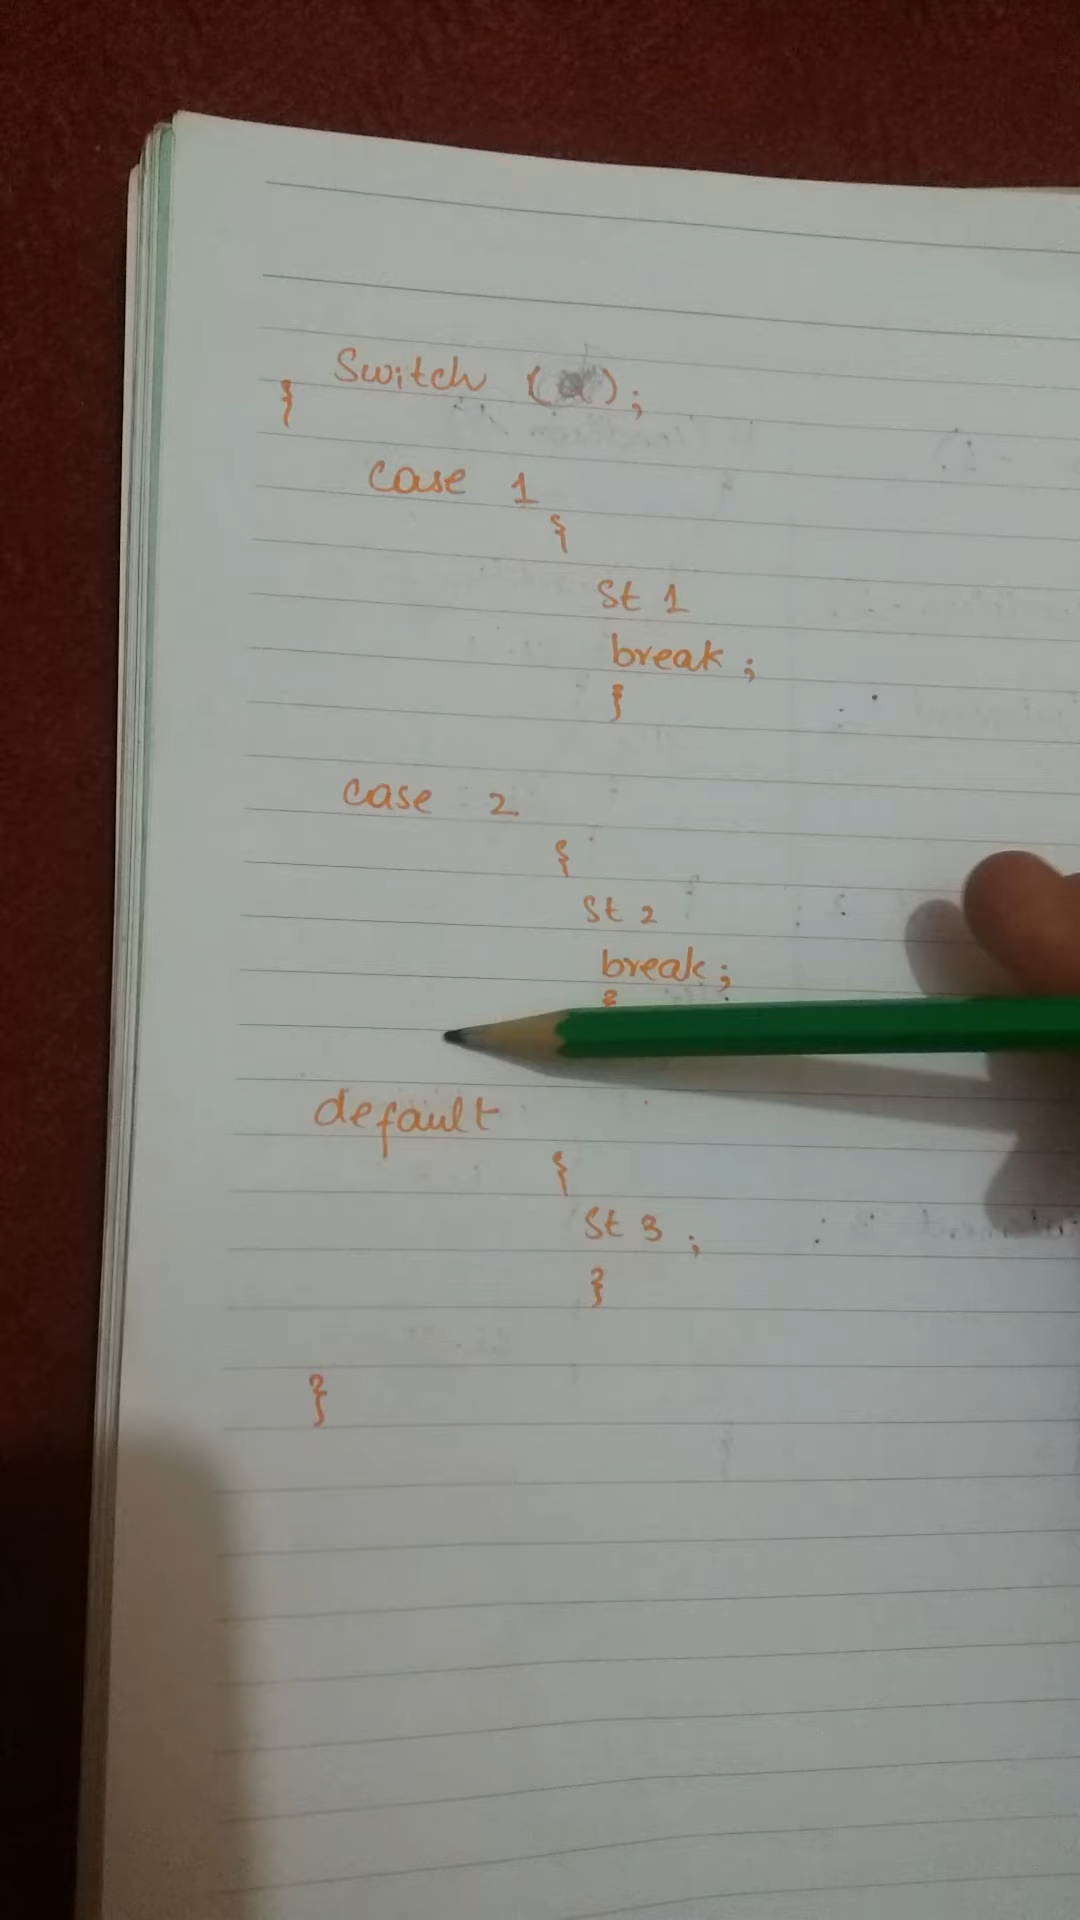 Switch (a);
{
case 1
{
St 1
break;
}
case 2
{
St 2
break;
}
default
{
St 3;
}
}